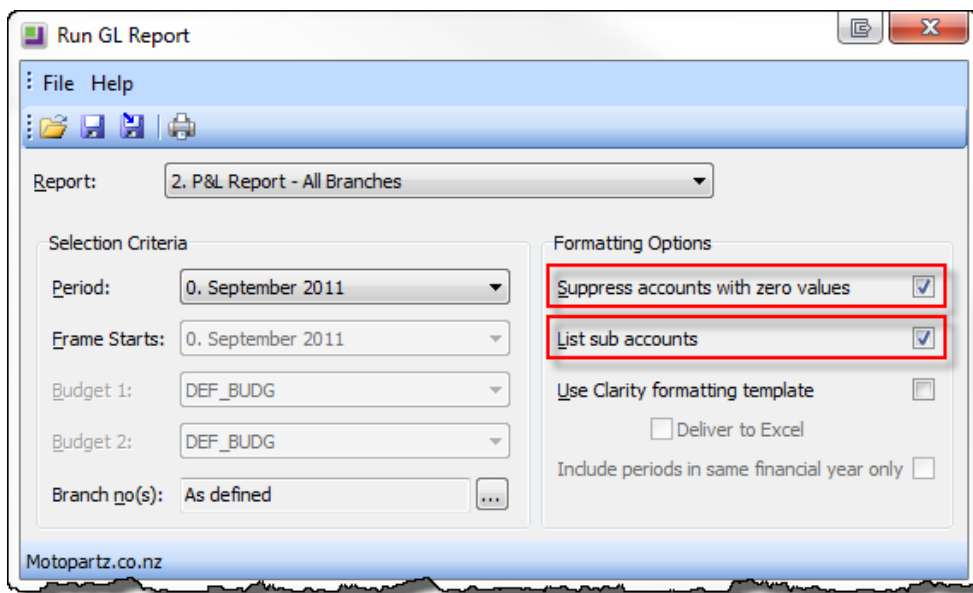 Run GL Report
File Help
Report: 2. P&L Report - All Branches
Selection Criteria
Period: 0. September 2011
Frame Starts: 0. September 2011
Budget 1: DEF_BUDG
Budget 2: DEF_BUDG
Branch no(s): As defined ...
Formatting Options
Suppress accounts with zero values
List sub accounts
Use Clarity formatting template
Deliver to Excel
Include periods in same financial year only
Motopartz.co.nz